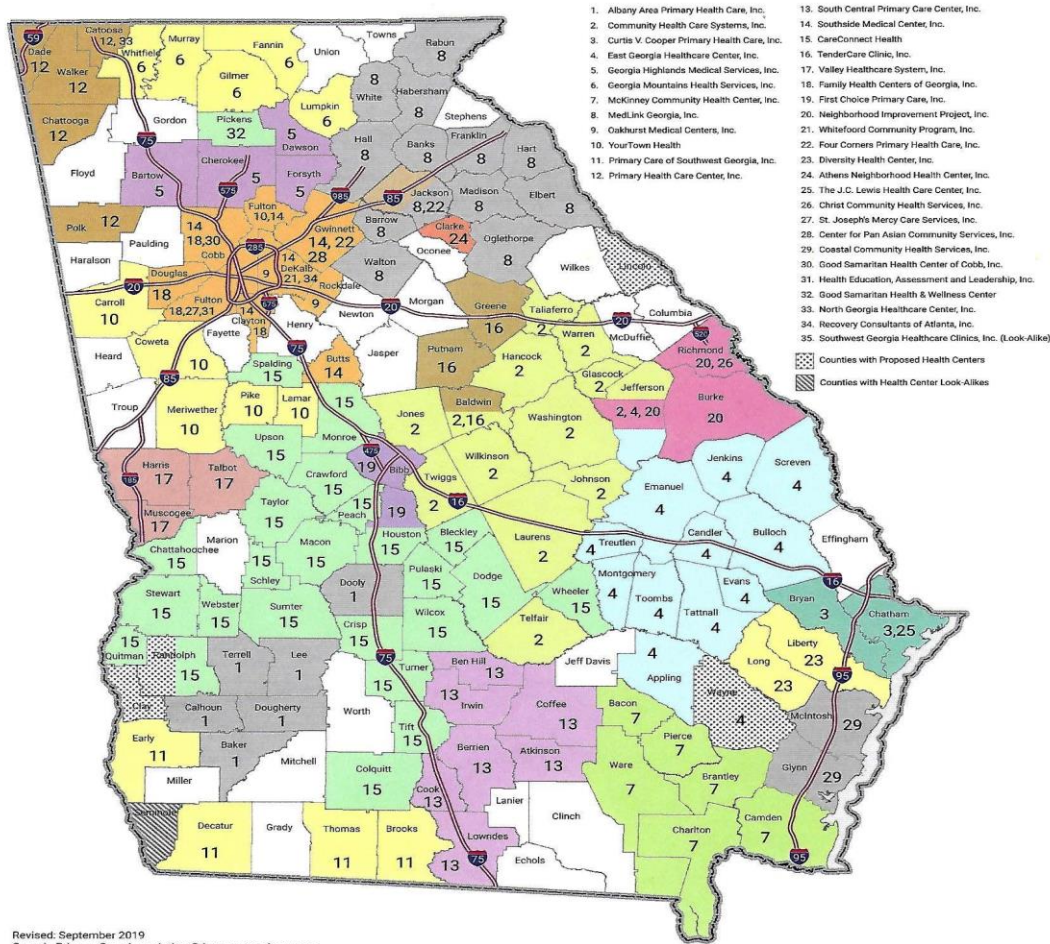 1. Albany Area Primary Health Care, Inc.
2. Community Health Care Systems, Inc.
3. Curtis V. Cooper Primary Health Care, Inc.
4. East Georgia Healthcare Center, Inc.
5. Georgia Highlands Medical Services, Inc.
6. Georgia Mountains Health Services, Inc.
7. McKinney Community Health Center, Inc.
8. MedLink Georgia, Inc.
9. Oakhurst Medical Centers, Inc.
10. YourTown Health
11. Primary Care of Southwest Georgia, Inc.
12. Primary Health Care Center, Inc.
13. South Central Primary Care Center, Inc.
14. Southside Medical Center, Inc.
15. CareConnect Health
16. TenderCare Clinic, Inc.
17. Valley Healthcare System, Inc.
18. Family Health Centers of Georgia, Inc.
19. First Choice Primary Care, Inc.
20. Neighborhood Improvement Project, Inc.
21. Whitefoord Community Program, Inc.
22. Four Corners Primary Health Care, Inc.
23. Diversity Health Center, Inc.
24. Athens Neighborhood Health Center, Inc.
25. The J.C. Lewis Health Care Center, Inc.
26. Christ Community Health Services, Inc.
27. St. Joseph's Mercy Care Services, Inc.
28. Center for Pan Asian Community Services, Inc.
29. Coastal Community Health Services, Inc.
30. Good Samaritan Health Center of Cobb, Inc.
31. Health Education, Assessment and Leadership, Inc.
32. Good Samaritan Health & Wellness Center
33. North Georgia Healthcare Center, Inc.
34. Recovery Consultants of Atlanta, Inc.
35. Southwest Georgia Healthcare Clinics, Inc. (Look-Alike)
Counties with Proposed Health Centers
Counties with Health Center Look-Alikes
59
Dade
12
Catoosa
12, 33
Walker
12
Whitfield
6
Murray
6
Fannin
6
Gilmer
6
Union
Towns
Rabun
8
White
8
Habersham
8
Lumpkin
6
Stephens
Chattooga
12
Gordon
75
Pickens
32
5
Dawson
Hall
8
Banks
8
Franklin
8
Hart
8
Floyd
Bartow
5
Cherokee
5
575
Forsyth
5
985
85
Jackson
8,22
Madison
8
Elbert
8
Polk
12
Fulton
10,14
Gwinnett
14, 22
28
Barrow
8
Clarke
24
Oglethorpe
8
Haralson
Paulding
14
18,30
Cobb
285
14
9
DeKalb
21, 34
Walton
8
Oconee
Wilkes
Lincoln
20
Douglas
18
Fulton
18,27,31
675
14
Clayton
18
Rockdale
9
Newton
20
Morgan
Greene
16
Taliaferro
2
20
Columbia
McDuffie
Carroll
10
Fayette
Henry
75
Jasper
Putnam
16
Warren
2
520
Richmond
20, 26
Heard
Coweta
10
85
Spalding
15
Butts
14
Hancock
2
Glascock
2
Jefferson
2, 4, 20
Burke
20
Troup
Meriwether
10
Pike
10
Lamar
10
15
Monroe
Jones
2
Baldwin
2,16
Washington
2
185
Harris
17
Talbot
17
Upson
15
Crawford
15
475
19
Bibb
19
Wilkinson
2
Twiggs
2
16
Johnson
2
Jenkins
4
Screven
4
Emanuel
4
Muscogee
17
Taylor
15
Peach
15
Houston
15
Bleckley
15
Laurens
2
Treutlen
4
Candler
4
Bulloch
4
Effingham
Chattahoochee
15
Marion
15
Macon
15
Schley
Dooly
1
Pulaski
15
Dodge
15
Wheeler
15
Montgomery
4
Toombs
4
Tattnall
4
Evans
4
16
Bryan
3
Chatham
3,25
Stewart
15
Webster
15
Sumter
15
Crisp
15
Wilcox
15
Telfair
2
Liberty
23
Long
23
95
Quitman
15
Randolph
15
Terrell
1
Lee
1
75
Turner
15
Ben Hill
13
Irwin
13
Jeff Davis
Appling
4
Wayne
4
McIntosh
29
Clay
Calhoun
1
Dougherty
1
Worth
Tift
15
Coffee
13
Bacon
7
Pierce
7
Glynn
29
Early
11
Baker
1
Mitchell
Colquitt
15
Berrien
13
Atkinson
13
Ware
7
Brantley
7
Miller
Cook
13
Lanier
Clinch
Charlton
7
Camden
7
95
Decatur
11
Grady
Thomas
11
Brooks
11
Lowndes
13
75
Echols
Revised: September 2019